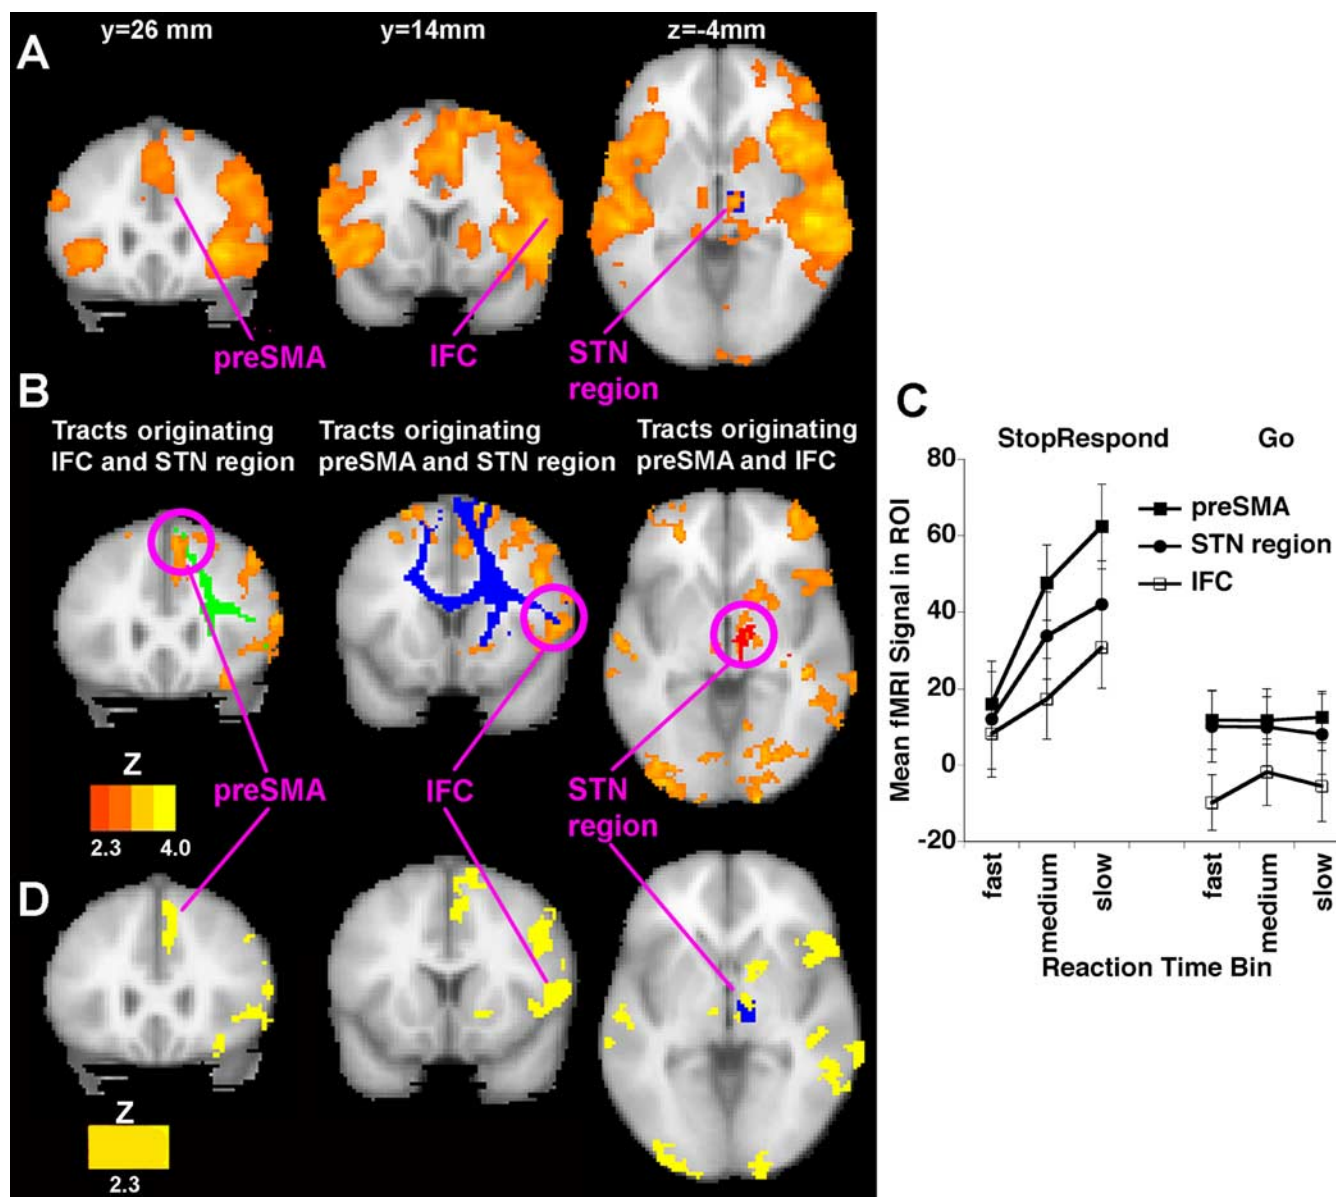 A
y=26 mm
y=14mm
z=-4mm
preSMA
IFC
STN
region
B
Tracts originating
IFC and STN region
Tracts originating
preSMA and STN region
Tracts originating
preSMA and IFC
Z
2.3
4.0
preSMA
IFC
STN
region
C
StopRespond
Go
preSMA
STN region
IFC
Mean fMRI Signal in ROI
80
60
40
20
0
-20
fast
medium
slow
fast
medium
slow
Reaction Time Bin
D
Z
2.3